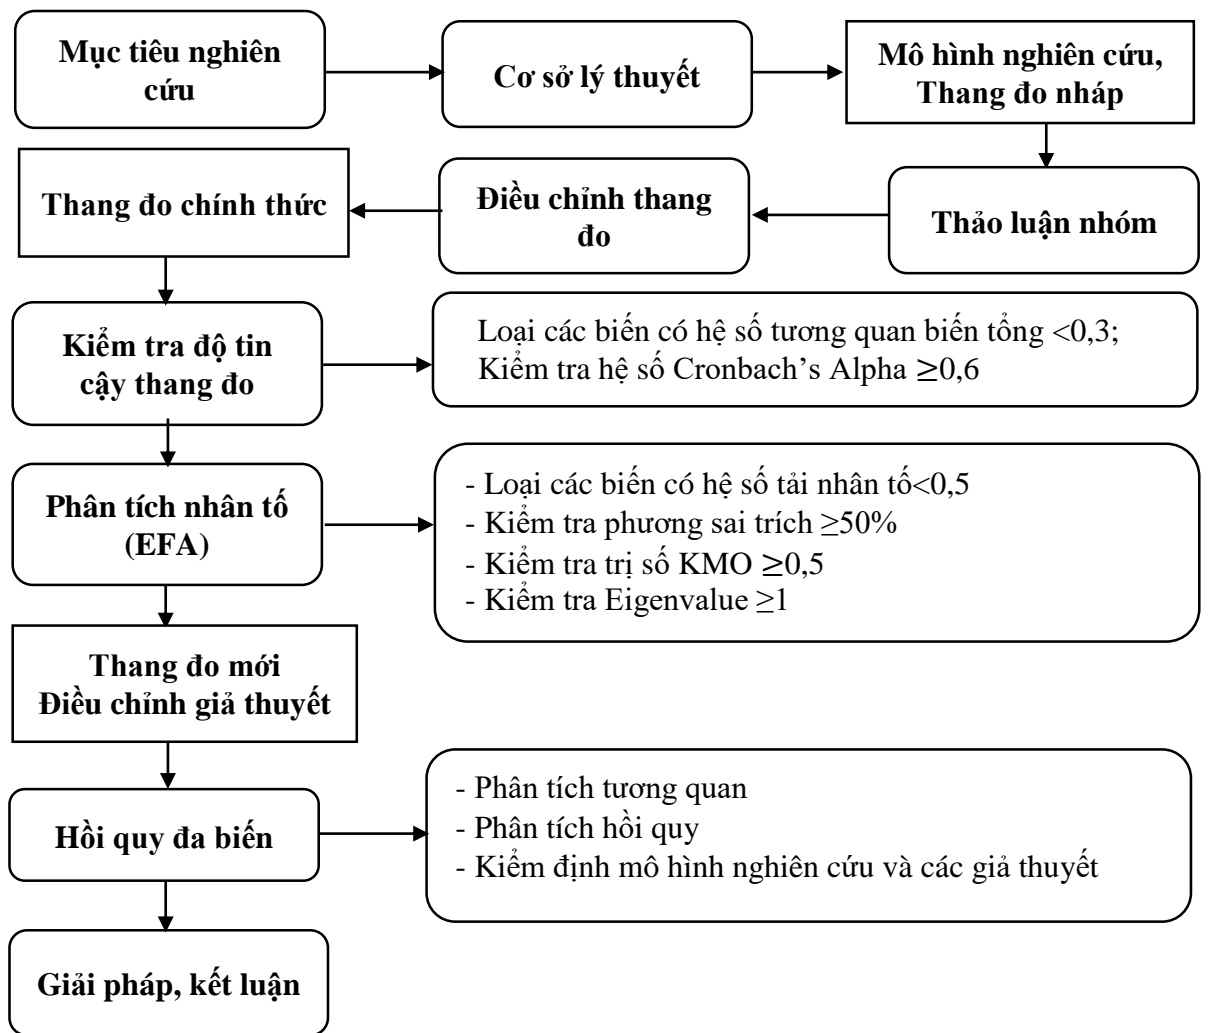 Mục tiêu nghiên
cứu
Cơ sở lý thuyết
Mô hình nghiên cứu,
Thang đo nháp
Thảo luận nhóm
Điều chỉnh thang
đo
Thang đo chính thức
Kiểm tra độ tin
cậy thang đo
Loại các biến có hệ số tương quan biến tổng <0,3;
Kiểm tra hệ số Cronbach’s Alpha ≥0,6
Phân tích nhân tố
(EFA)
- Loại các biến có hệ số tải nhân tố<0,5
- Kiểm tra phương sai trích ≥50%
- Kiểm tra trị số KMO ≥0,5
- Kiểm tra Eigenvalue ≥1
Thang đo mới
Điều chỉnh giả thuyết
Hồi quy đa biến
- Phân tích tương quan
- Phân tích hồi quy
- Kiểm định mô hình nghiên cứu và các giả thuyết
Giải pháp, kết luận